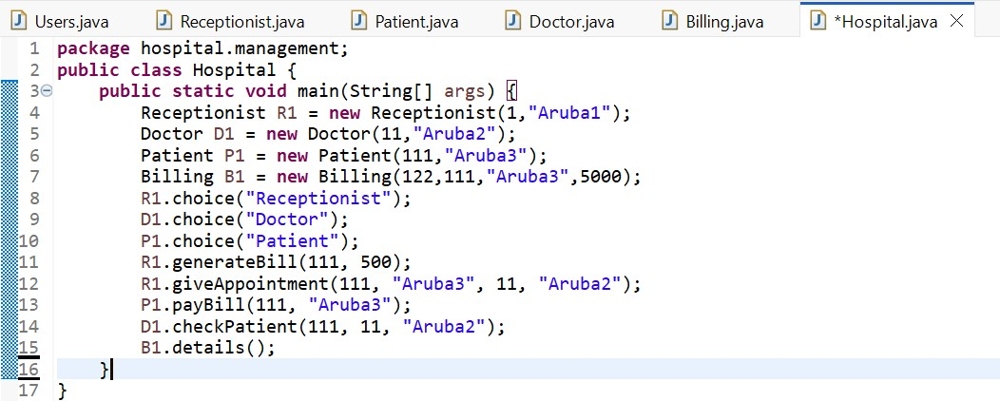 Users.java Receptionist.java Patient.java Doctor.java Billing.java *Hospital.java
1 package hospital.management;
2 public class Hospital {
3 public static void main(String[] args) {
4 Receptionist R1 = new Receptionist(1,"Aruba1");
5 Doctor D1 = new Doctor(11,"Aruba2");
6 Patient P1 = new Patient(111,"Aruba3");
7 Billing B1 = new Billing(122,111,"Aruba3",5000);
8 R1.choice("Receptionist");
9 D1.choice("Doctor");
10 P1.choice("Patient");
11 R1.generateBill(111, 500);
12 R1.giveAppointment(111, "Aruba3", 11, "Aruba2");
13 P1.payBill(111, "Aruba3");
14 D1.checkPatient(111, 11, "Aruba2");
15 B1.details();
16 }
17 }